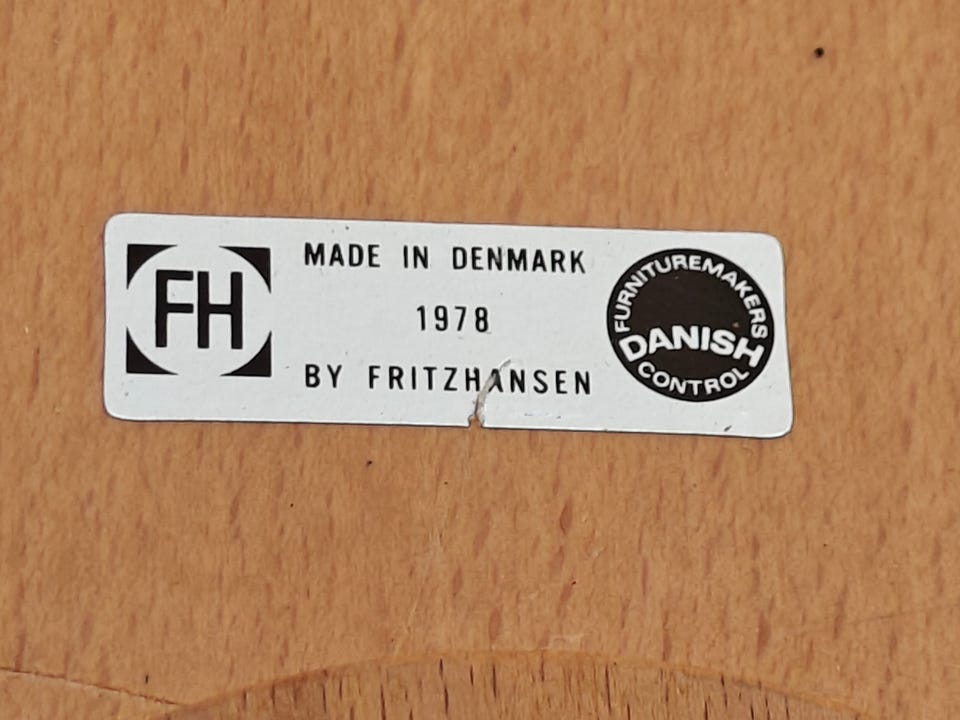 FH
MADE IN DENMARK
1978
BY FRITZHANSEN
FURNITUREMAKERS
DANISH
CONTROL